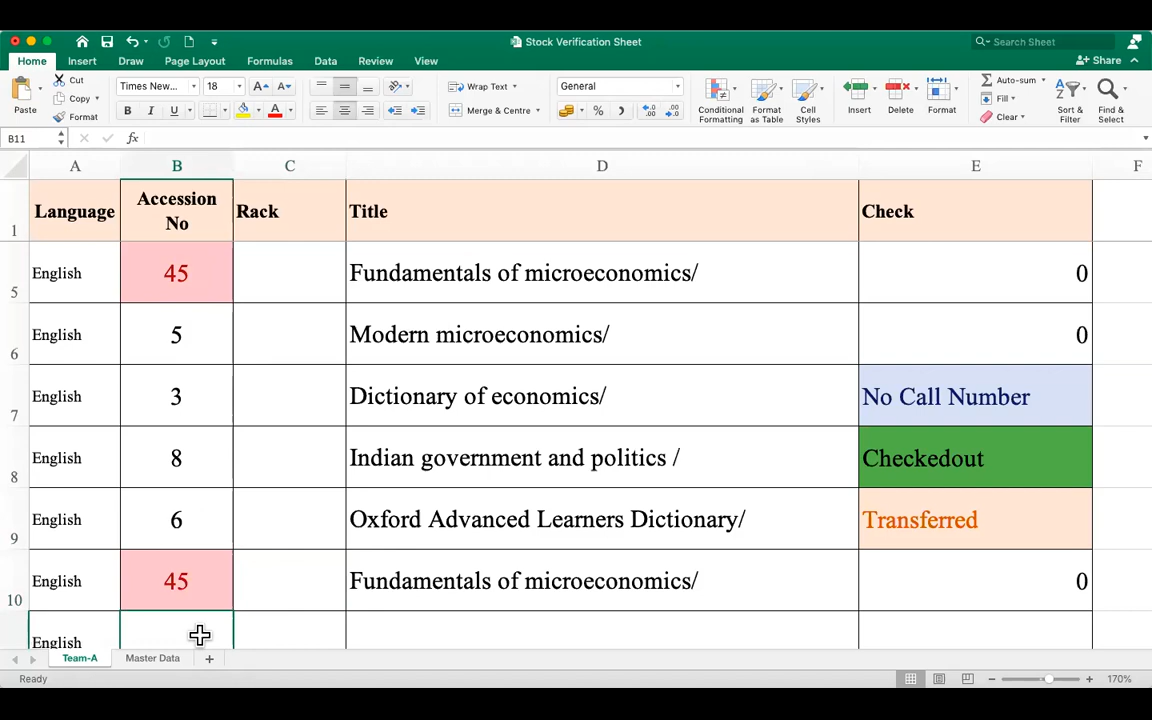 Stock Verification Sheet
Search Sheet
Home Insert Draw Page Layout Formulas Data Review View
Share
Paste
Cut
Copy
Format
Times New...
18
B I U
Wrap Text
Merge & Centre
General
Conditional Formatting
Format as Table
Cell Styles
Insert
Delete
Format
Auto-sum
Fill
Clear
Sort & Filter
Find & Select
B11
fx
A B C D E F
1 Language Accession No Rack Title Check
5 English 45 Fundamentals of microeconomics/ 0
6 English 5 Modern microeconomics/ 0
7 English 3 Dictionary of economics/ No Call Number
8 English 8 Indian government and politics / Checkedout
9 English 6 Oxford Advanced Learners Dictionary/ Transferred
10 English 45 Fundamentals of microeconomics/ 0
English
Team-A Master Data
Ready
170%